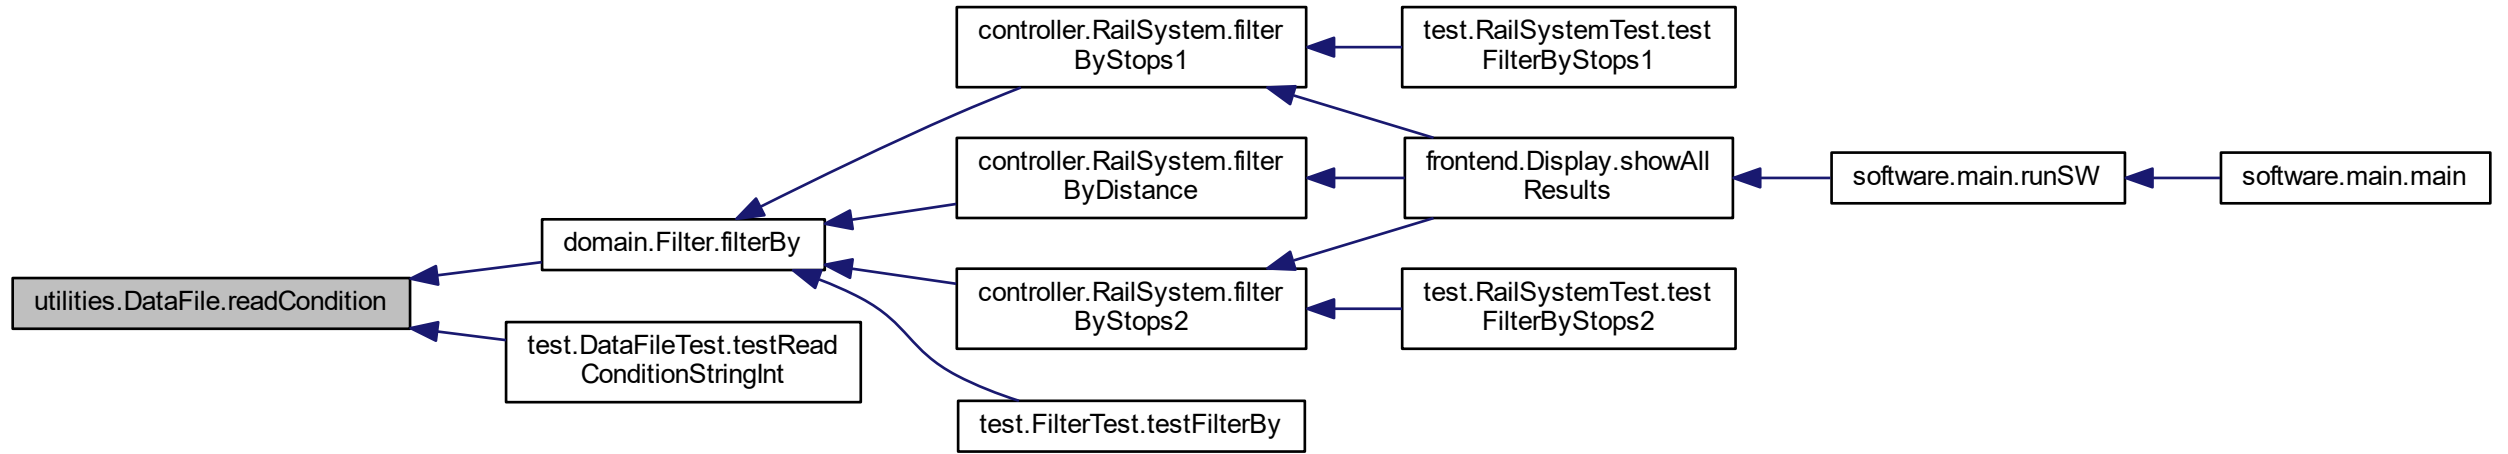 utilities.DataFile.readCondition
domain.Filter.filterBy
test.DataFileTest.testRead
ConditionStringInt
controller.RailSystem.filter
ByStops1
controller.RailSystem.filter
ByDistance
controller.RailSystem.filter
ByStops2
test.FilterTest.testFilterBy
test.RailSystemTest.test
FilterByStops1
frontend.Display.showAll
Results
test.RailSystemTest.test
FilterByStops2
software.main.runSW
software.main.main